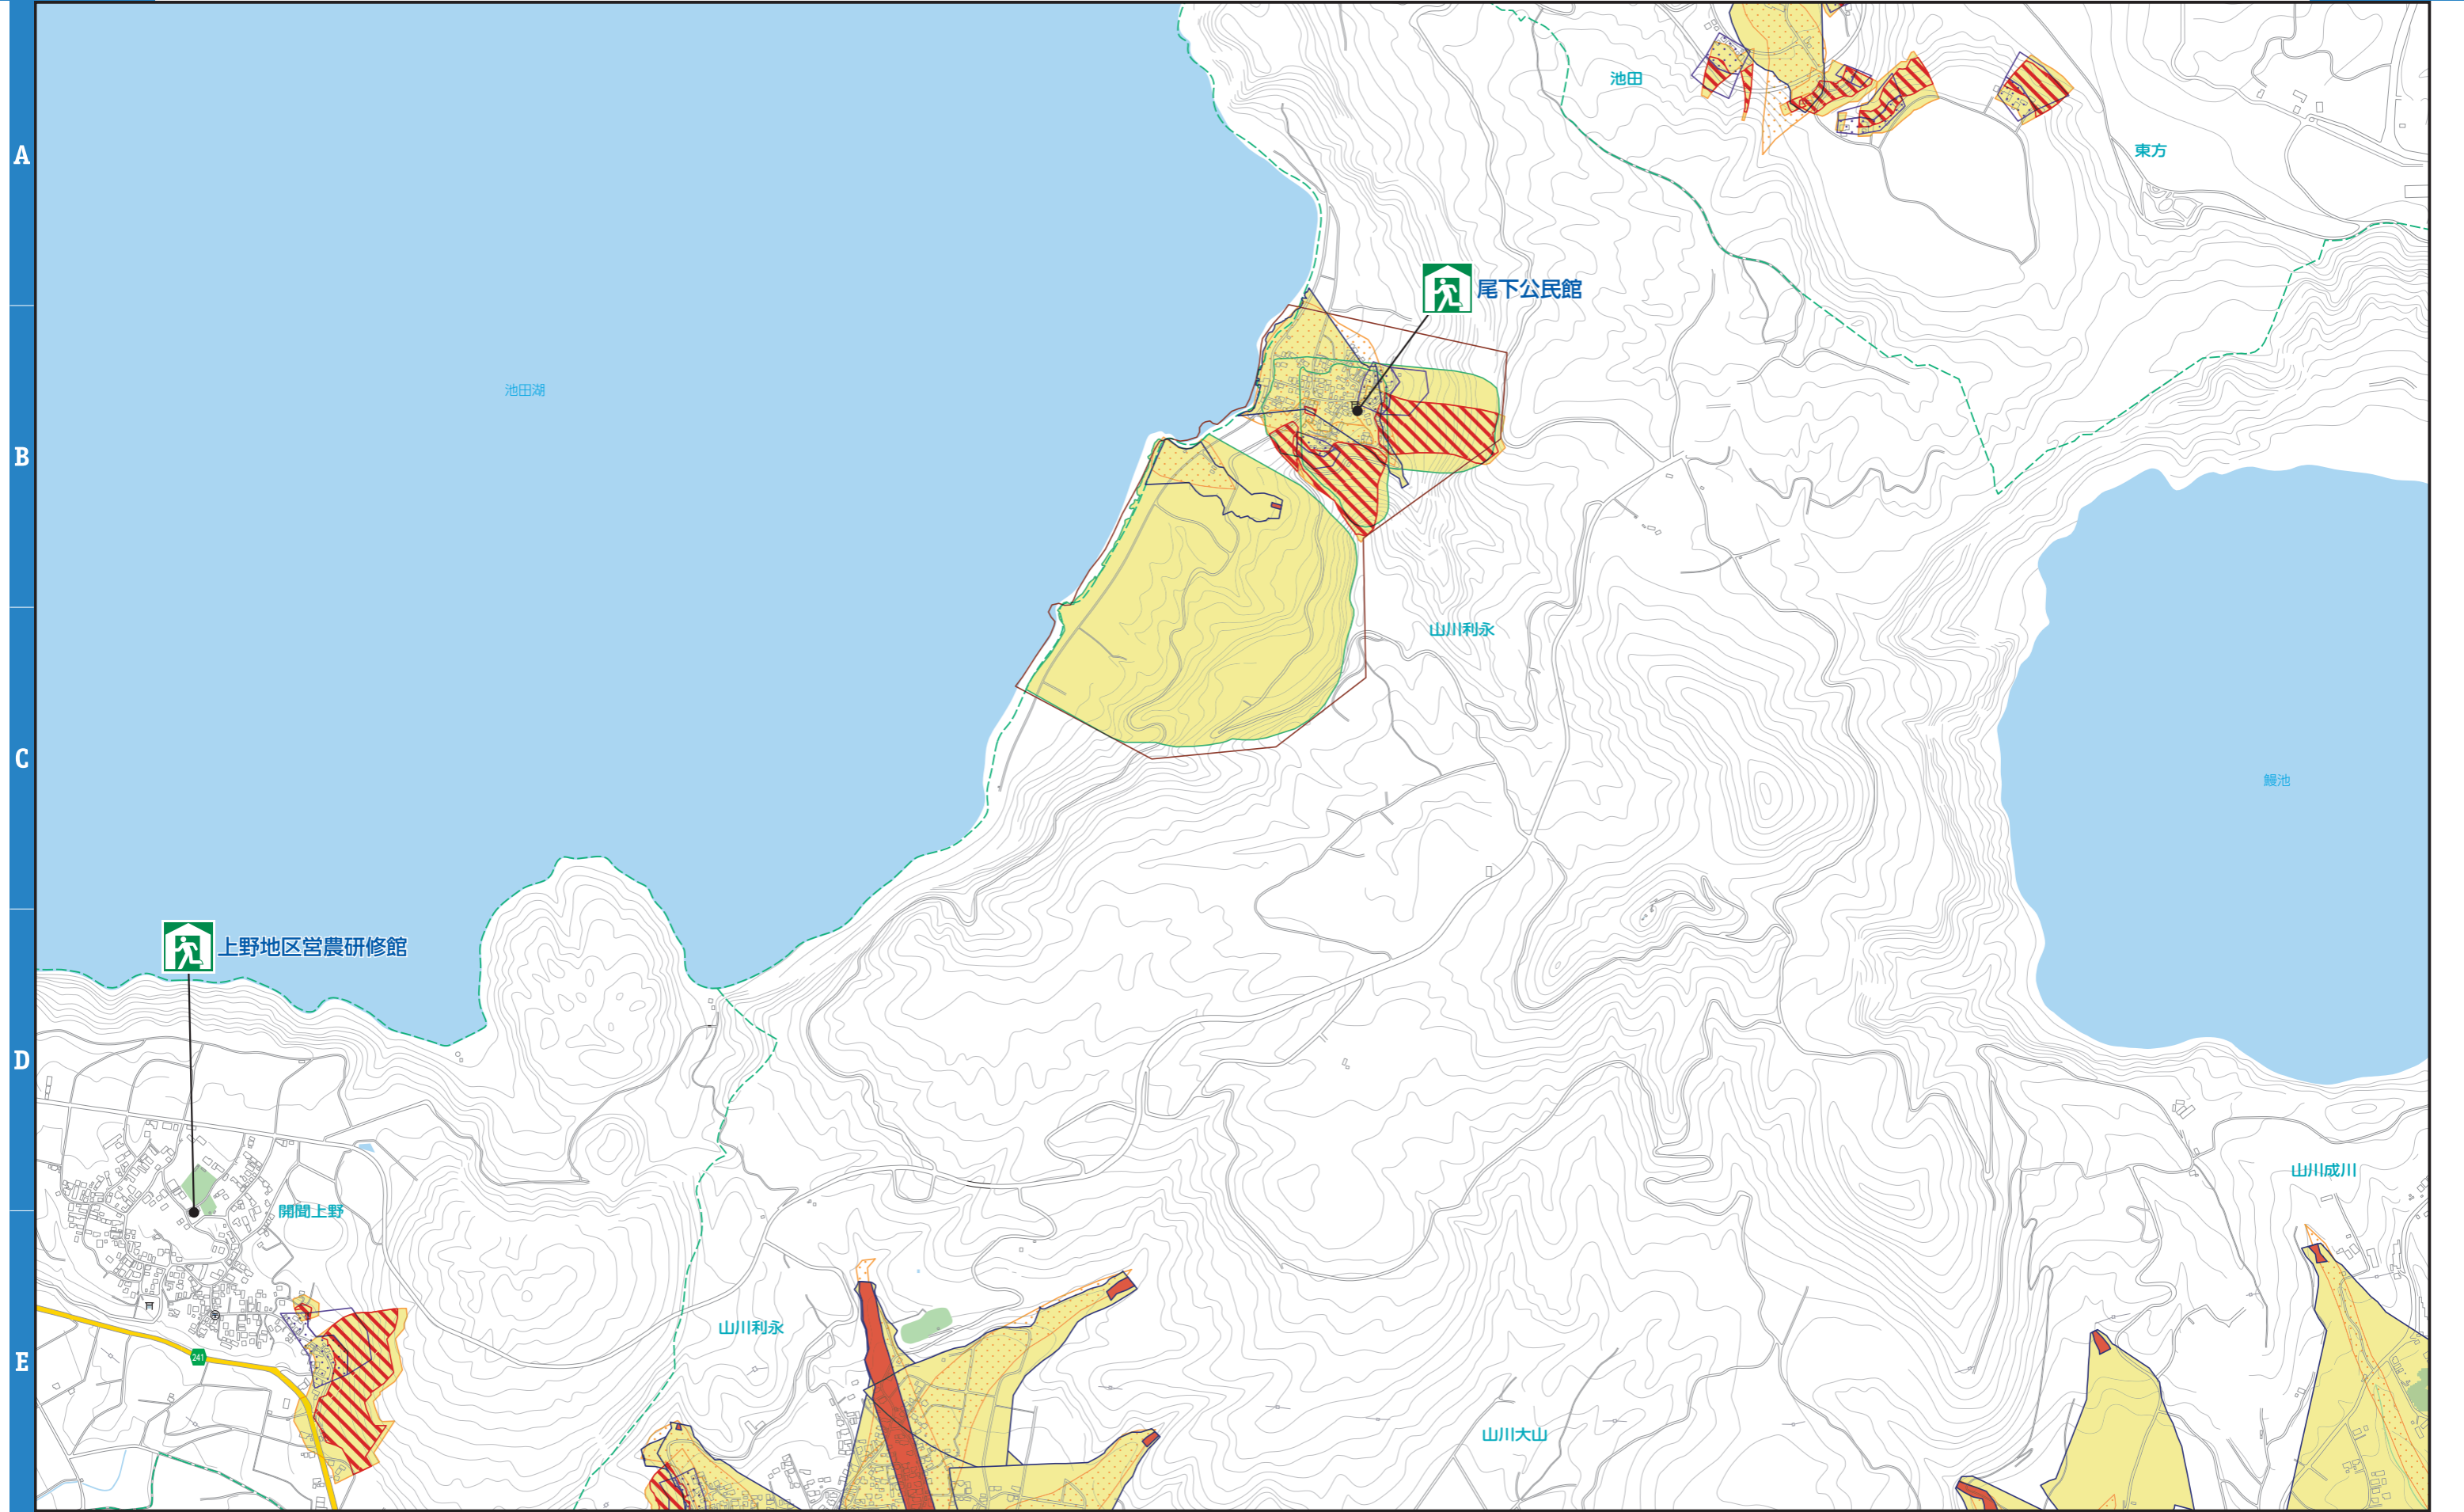 池田
A
東方
尾下公民館
池田湖
B
山川利永
C
鰻池
上野地区営農研修館
D
山川成川
開聞上野
山川利永
241
E
山川大山